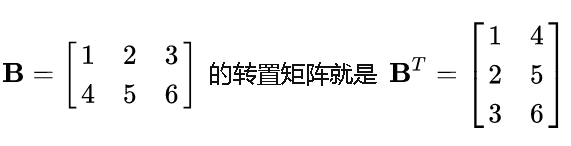 B = [1 2 3; 4 5 6] 的转置矩阵就是 B^T = [1 4; 2 5; 3 6]